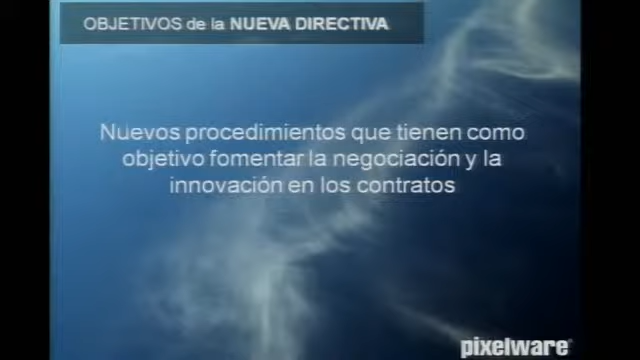 OBJETIVOS de la NUEVA DIRECTIVA
Nuevos procedimientos que tienen como
objetivo fomentar la negociación y la
innovación en los contratos
pixelware